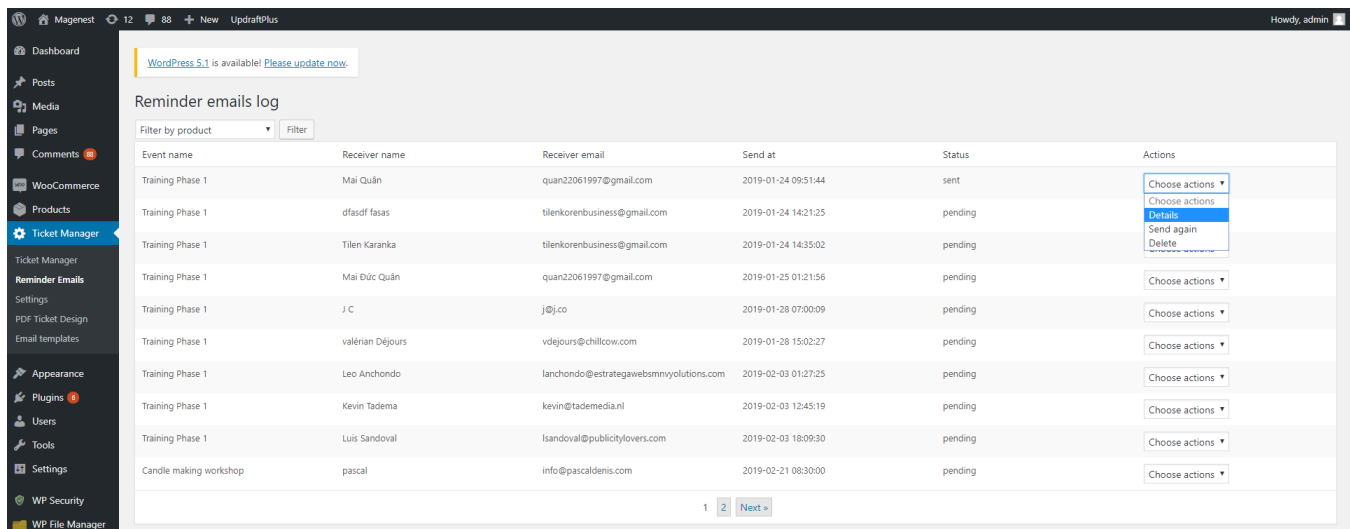 Magenest 12 88 New UpdraftPlus Howdy, admin
Dashboard
Posts
Media
Pages
Comments 88
WooCommerce
Products
Ticket Manager
Ticket Manager
Reminder Emails
Settings
PDF Ticket Design
Email templates
Appearance
Plugins 6
Users
Tools
Settings
WP Security
WP File Manager
WordPress 5.1 is available! Please update now.
Reminder emails log
Filter by product Filter
Event name Receiver name Receiver email Send at Status Actions
Training Phase 1 Mai Quân quan22061997@gmail.com 2019-01-24 09:51:44 sent Choose actions
Choose actions
Details
Send again
Delete
Training Phase 1 dfasdf fasas tilenkorenbusiness@gmail.com 2019-01-24 14:21:25 pending
Training Phase 1 Tilen Karanka tilenkorenbusiness@gmail.com 2019-01-24 14:35:02 pending
Training Phase 1 Mai Đức Quân quan22061997@gmail.com 2019-01-25 01:21:56 pending Choose actions
Training Phase 1 J C j@j.co 2019-01-28 07:00:09 pending Choose actions
Training Phase 1 valérian Déjours vdejours@chillcow.com 2019-01-28 15:02:27 pending Choose actions
Training Phase 1 Leo Anchondo lanchondo@estrategawebsmnvyolutions.com 2019-02-03 01:27:25 pending Choose actions
Training Phase 1 Kevin Tadema kevin@tademedia.nl 2019-02-03 12:45:19 pending Choose actions
Training Phase 1 Luis Sandoval lsandoval@publicitylovers.com 2019-02-03 18:09:30 pending Choose actions
Candle making workshop pascal info@pascaldenis.com 2019-02-21 08:30:00 pending Choose actions
1 2 Next »